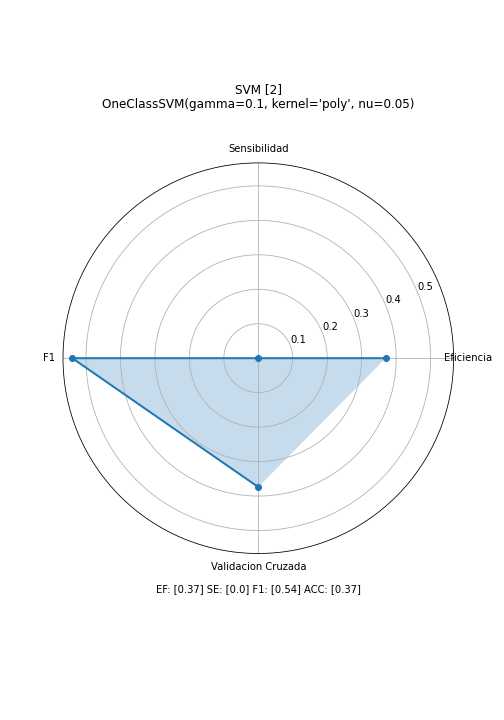 SVM [2]
OneClassSVM(gamma=0.1, kernel='poly', nu=0.05)
Sensibilidad
0.5
0.4
0.3
0.2
0.1
F1
Eficiencia
Validacion Cruzada
EF: [0.37] SE: [0.0] F1: [0.54] ACC: [0.37]